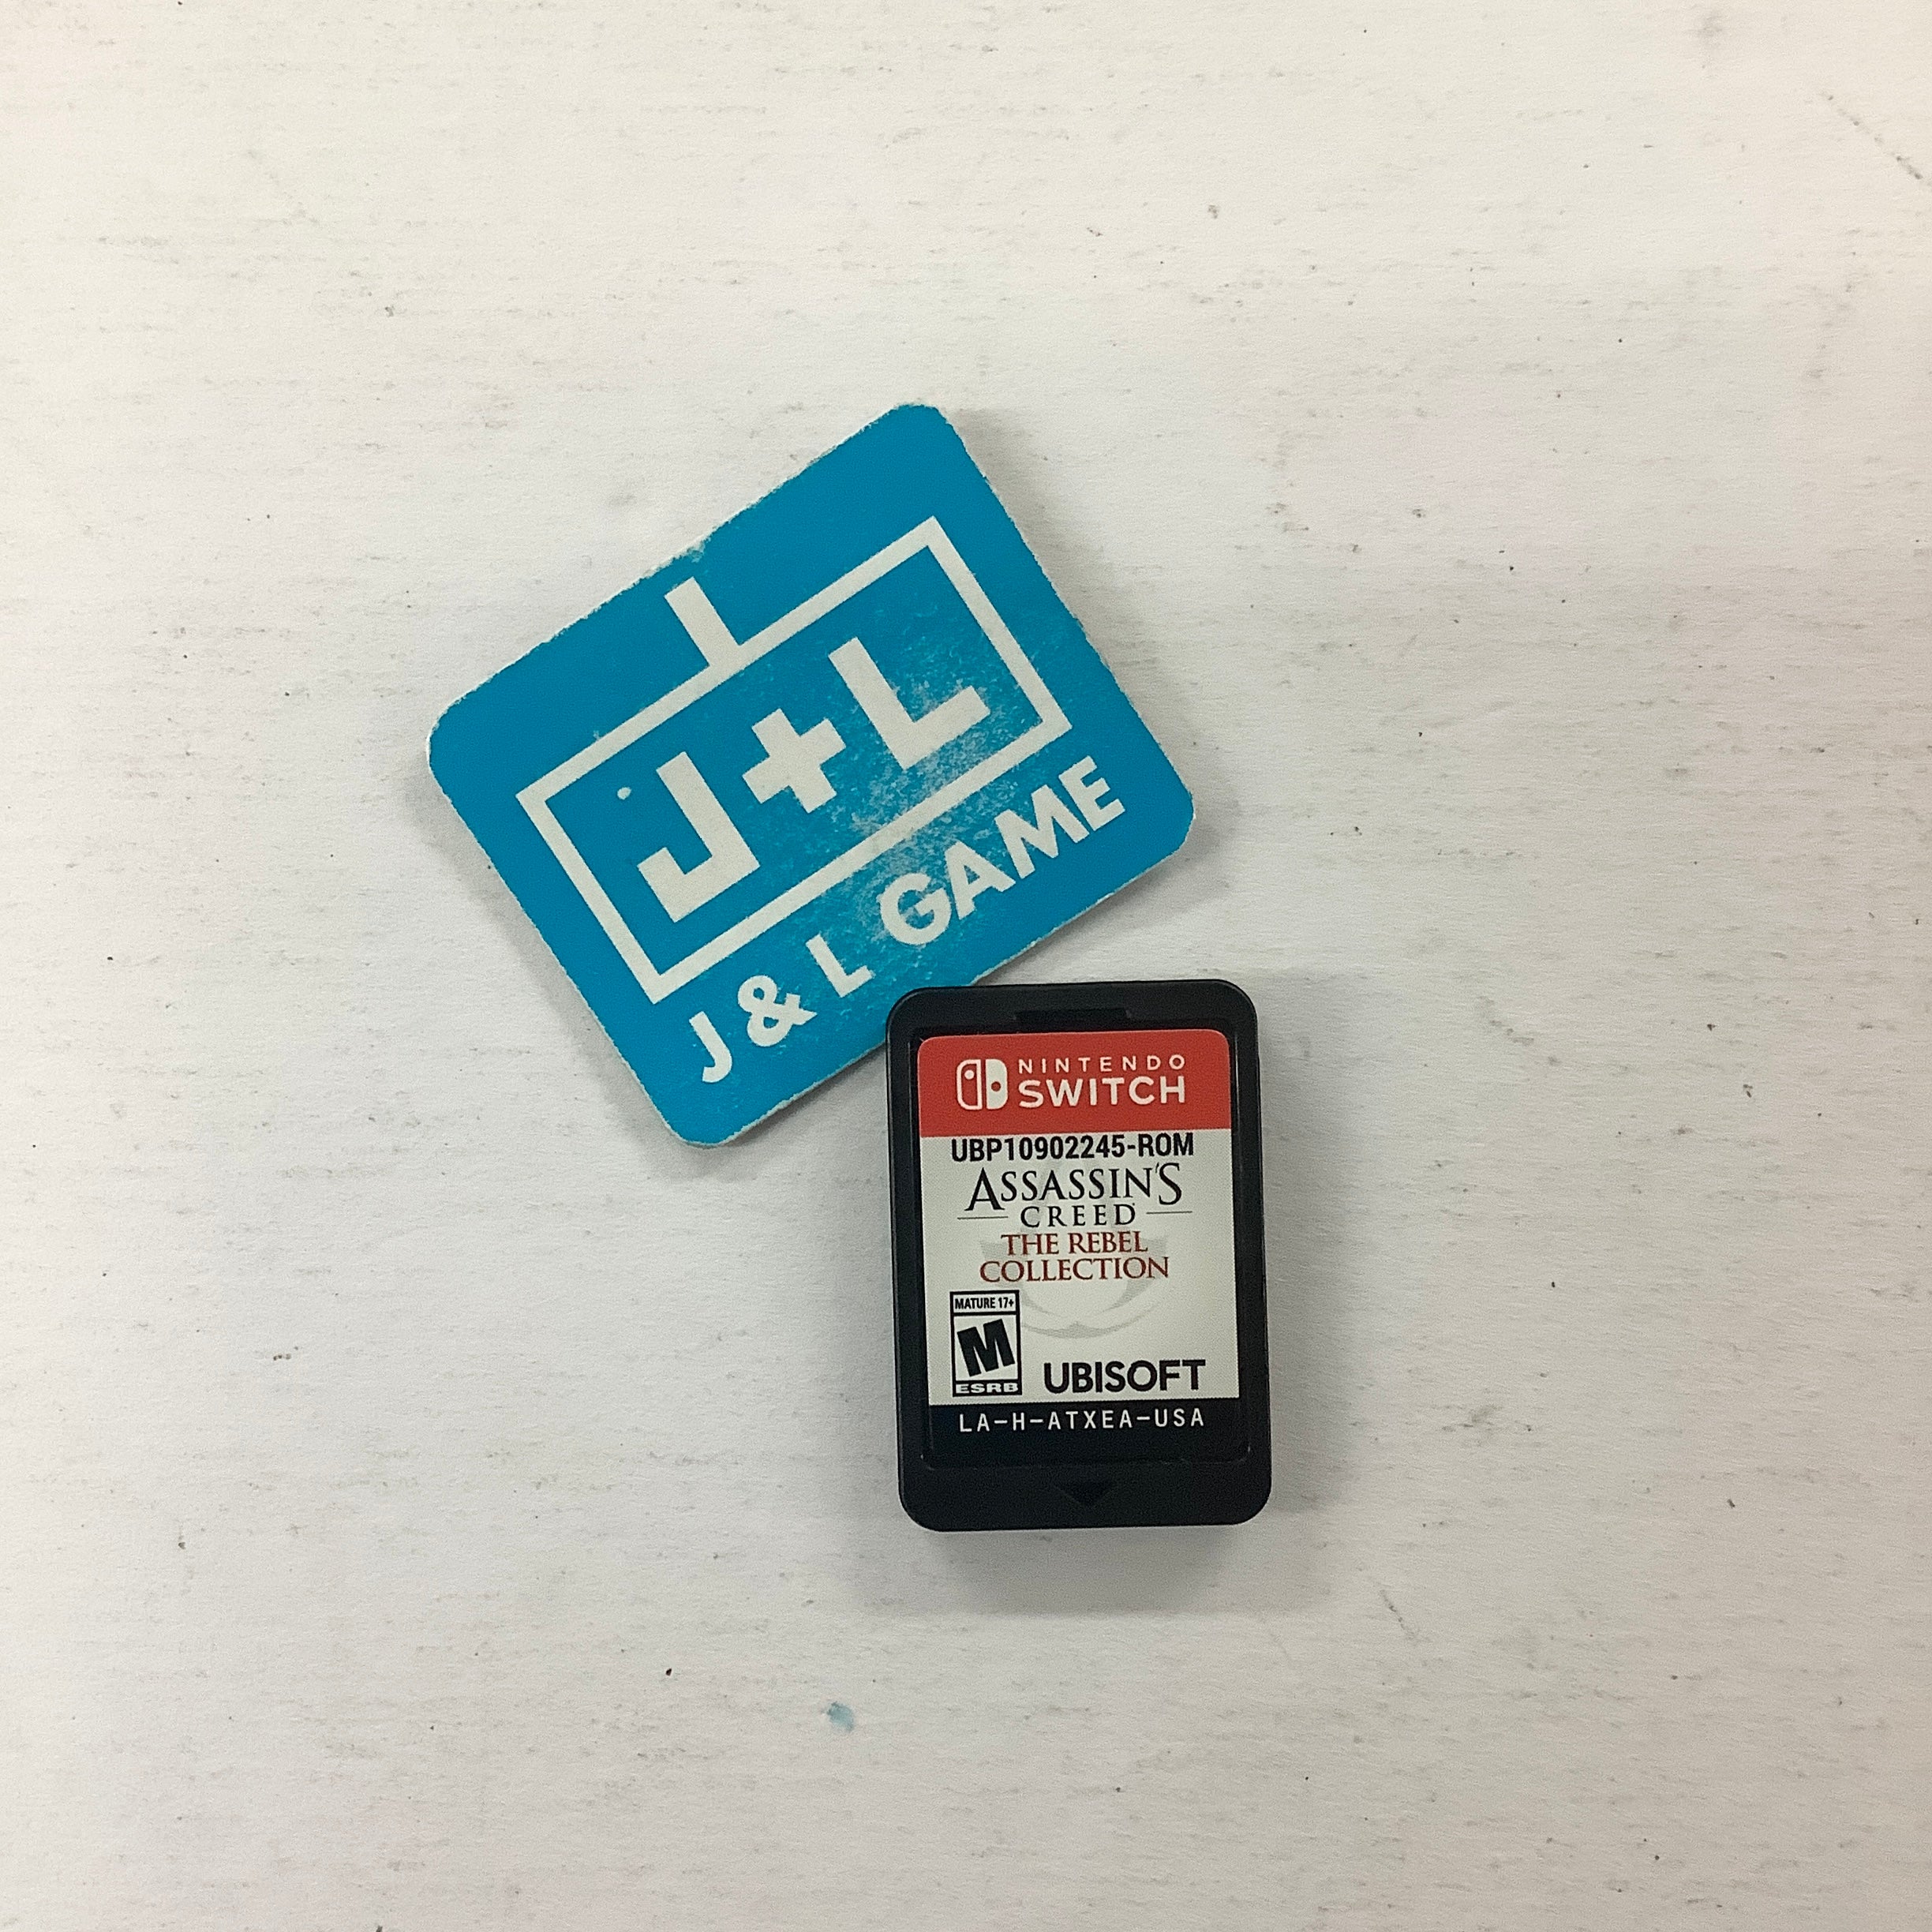 J+L
J & L GAME
NINTENDO
SWITCH
UBP10902245-ROM
ASSASSIN'S
CREED
THE REBEL
COLLECTION
MATURE 17+
M
ESRB
UBISOFT
LA-H-ATXEA-USA